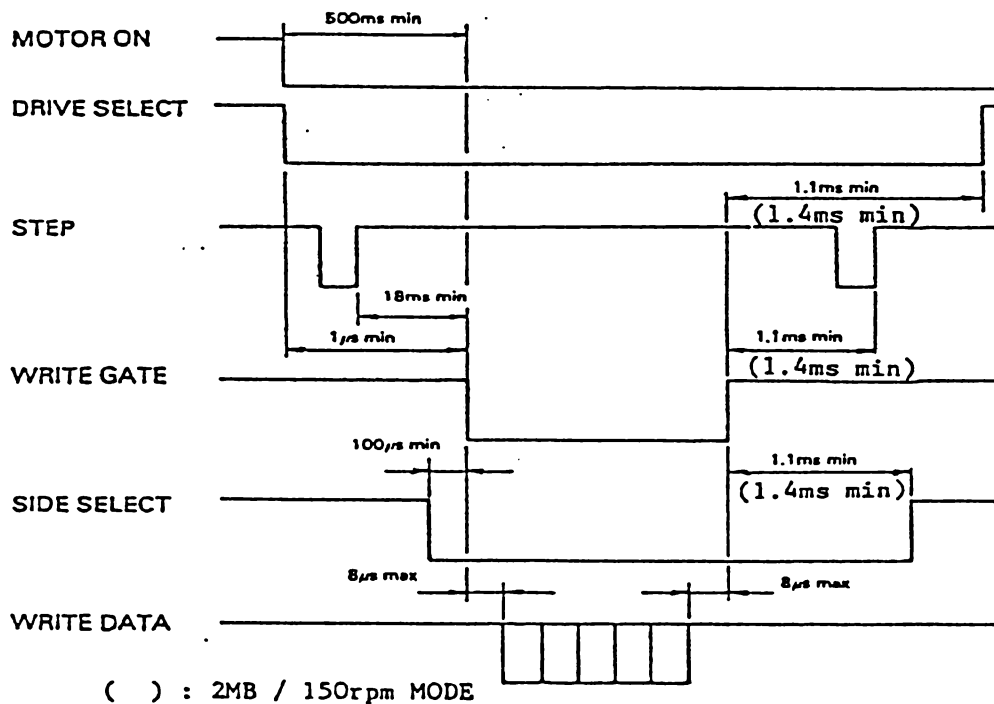 500ms min
MOTOR ON
DRIVE SELECT
1.1ms min
(1.4ms min)
STEP
18ms min
1μs min
1.1ms min
(1.4ms min)
WRITE GATE
100μs min
1.1ms min
(1.4ms min)
SIDE SELECT
8μs max
8μs max
WRITE DATA
( ) : 2MB / 150rpm MODE